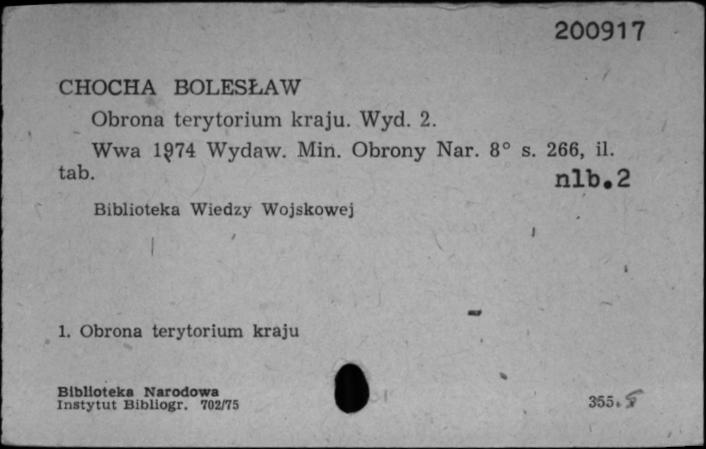 200917
CHOCHA BOLESŁAW
Obrona terytorium kraju. Wyd. 2.
Wwa 1974 Wydaw. Min. Obrony Nar. 8° s. 266, il.
tab.
nlb.2
Biblioteka Wiedzy Wojskowej
1. Obrona terytorium kraju
Biblioteka Narodowa
Instytut Bibliogr. 702/75
355.